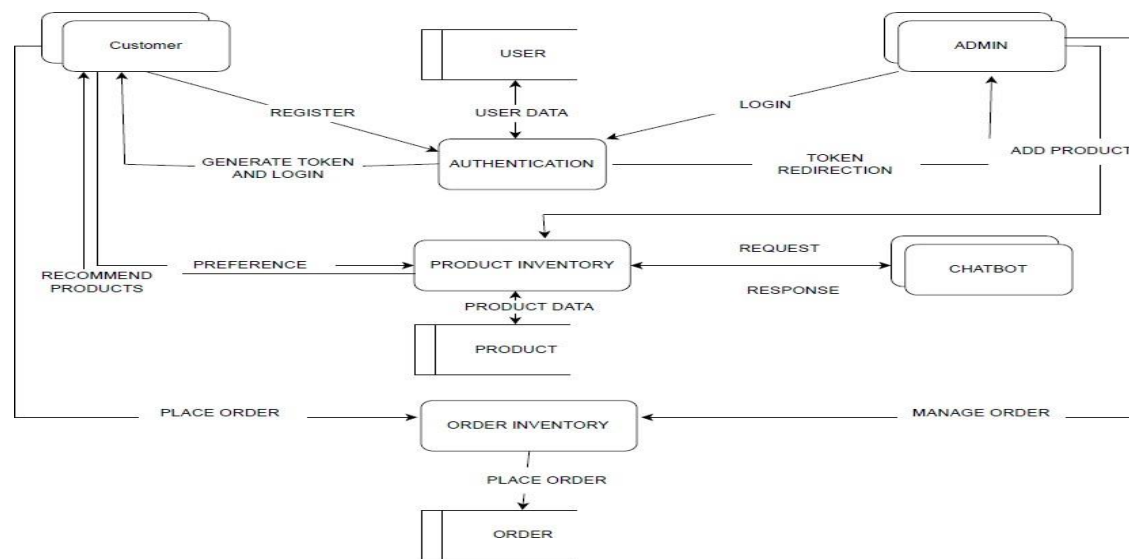 Customer
USER
ADMIN
REGISTER
USER DATA
LOGIN
GENERATE TOKEN
AND LOGIN
AUTHENTICATION
TOKEN
REDIRECTION
ADD PRODUCT
RECOMMEND
PRODUCTS
PREFERENCE
PRODUCT INVENTORY
REQUEST
RESPONSE
CHATBOT
PRODUCT DATA
PRODUCT
PLACE ORDER
ORDER INVENTORY
MANAGE ORDER
PLACE ORDER
ORDER